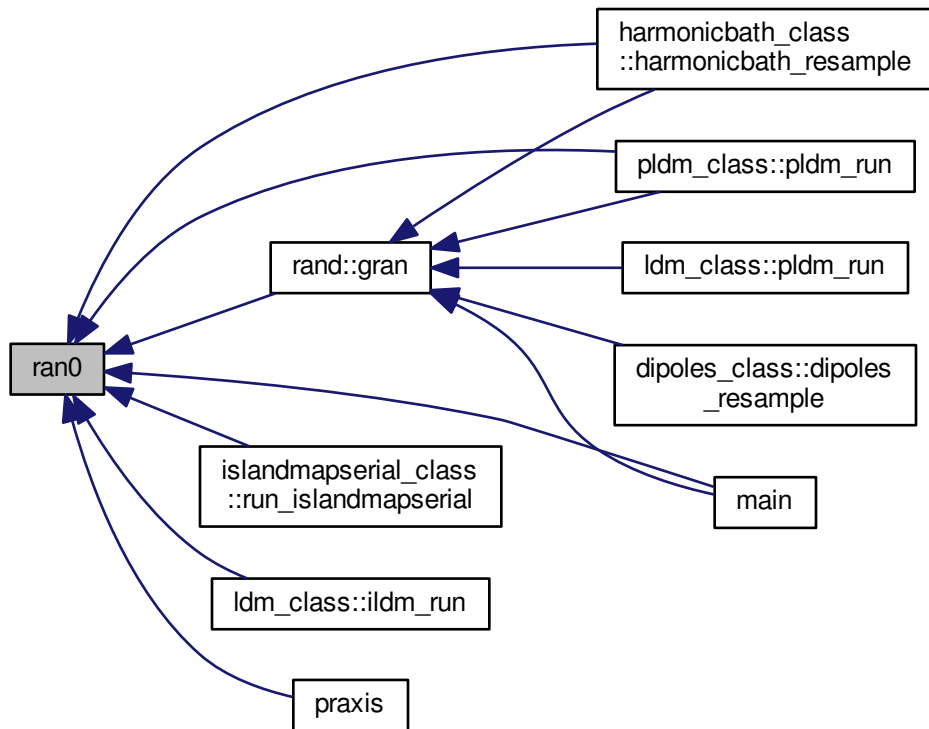 harmonicbath_class
::harmonicbath_resample
pldm_class::pldm_run
rand::gran
ldm_class::pldm_run
ran0
dipoles_class::dipoles
_resample
islandmapserial_class
::run_islandmapserial
main
ldm_class::ildm_run
praxis